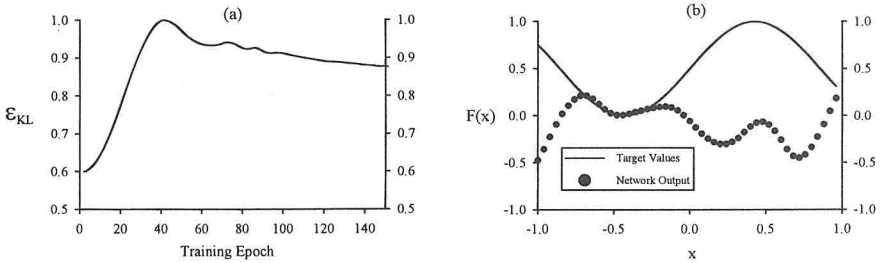 (a)
1.0
0.9
0.8
0.7
0.6
0.5
1.0
0.9
0.8
0.7
0.6
0.5
εKL
0 20 40 60 80 100 120 140
Training Epoch
(b)
1.0
0.5
0.0
-0.5
-1.0
1.0
0.5
0.0
-0.5
-1.0
F(x)
Target Values
Network Output
-1.0 -0.5 0.0 0.5 1.0
x